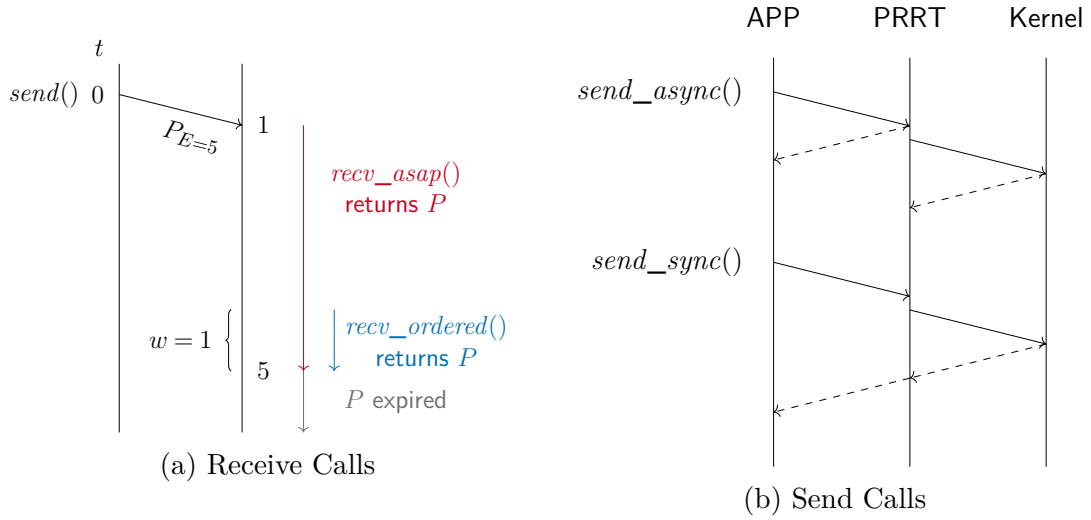 t
send() 0
P_{E=5}
1
recv_asap()
returns P
w = 1
recv_ordered()
returns P
5
P expired
(a) Receive Calls
APP PRRT Kernel
send_async()
send_sync()
(b) Send Calls